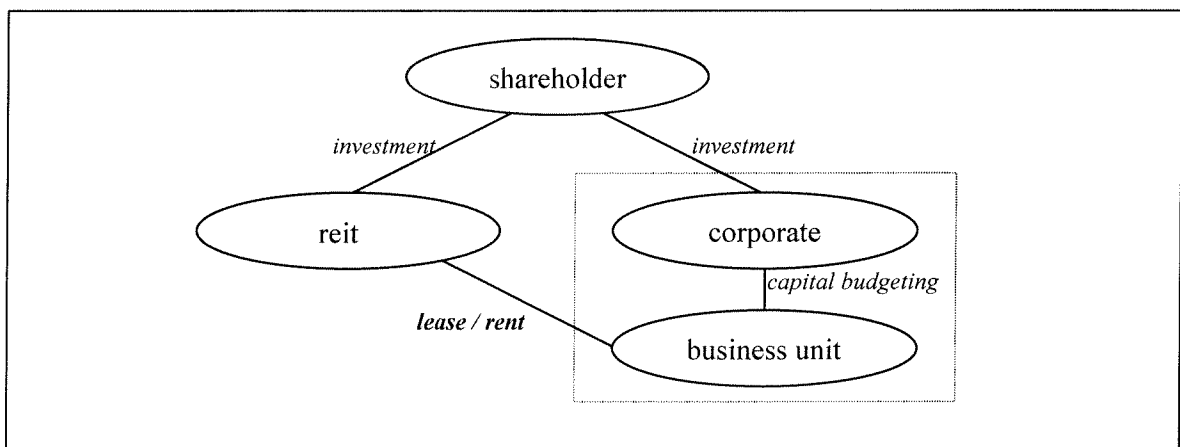 shareholder
investment
investment
reit
corporate
capital budgeting
lease / rent
business unit